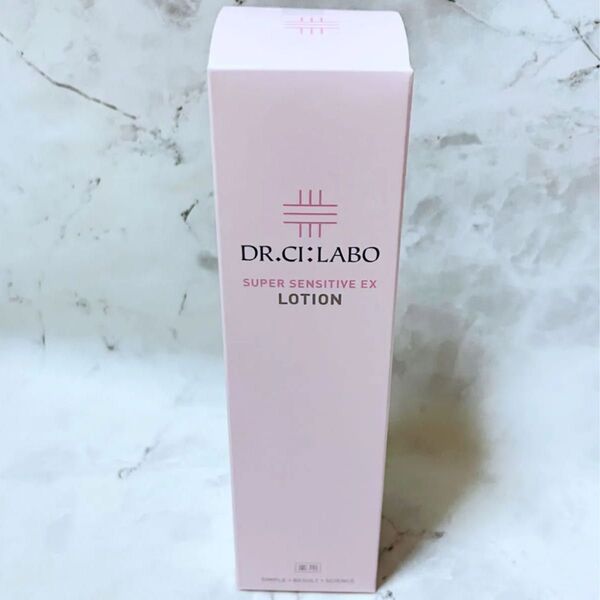 DR.CI:LABO
SUPER SENSITIVE EX
LOTION
薬用
SIMPLE • RESULT • SCIENCE